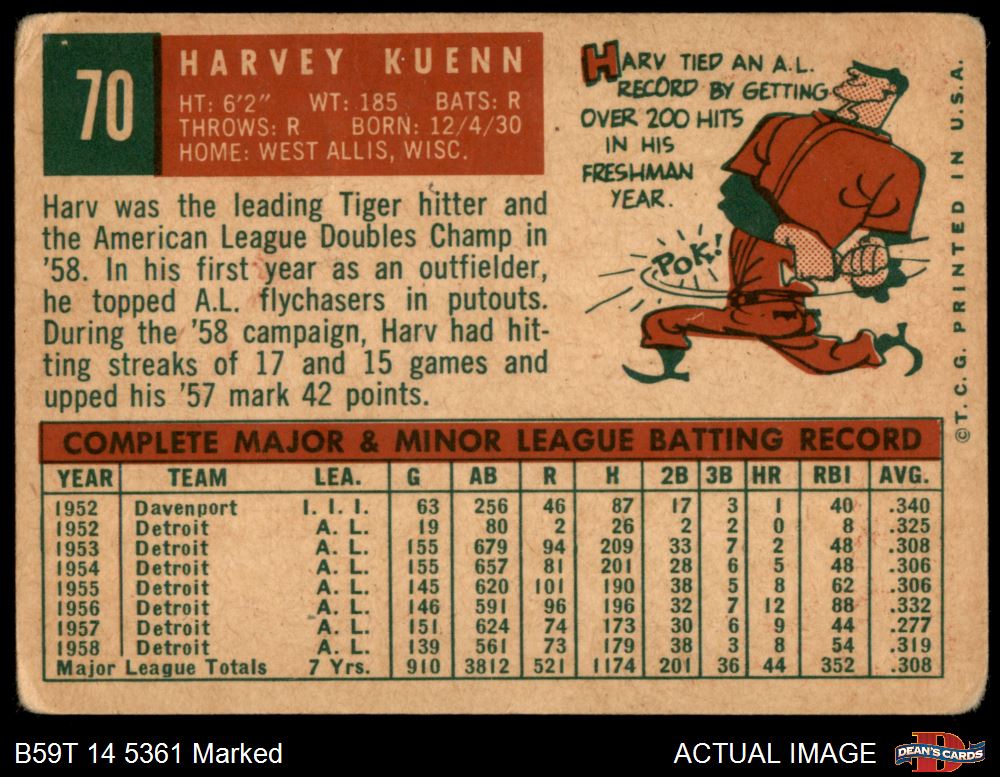 70
HARVEY KUENN
HT: 6'2" WT: 185 BATS: R
THROWS: R BORN: 12/4/30
HOME: WEST ALLIS, WISC.
Harv was the leading Tiger hitter and
the American League Doubles Champ in
'58. In his first year as an outfielder,
he topped A.L. flychasers in putouts.
During the '58 campaign, Harv had hit-
ting streaks of 17 and 15 games and
upped his '57 mark 42 points.
HARV TIED AN A.L.
RECORD BY GETTING
OVER 200 HITS
IN HIS
FRESHMAN
YEAR.
POK!
©T. C. G. PRINTED IN U.S.A.
COMPLETE MAJOR & MINOR LEAGUE BATTING RECORD
YEAR TEAM LEA. G AB R H 2B 3B HR RBI AVG.
1952 Davenport I. I. I. 63 256 46 87 17 3 1 40 .340
1952 Detroit A. L. 19 80 2 26 2 2 0 8 .325
1953 Detroit A. L. 155 679 94 209 33 7 2 48 .308
1954 Detroit A. L. 155 657 81 201 28 6 5 48 .306
1955 Detroit A. L. 145 620 101 190 38 5 8 62 .306
1956 Detroit A. L. 146 591 96 196 32 7 12 88 .332
1957 Detroit A. L. 151 624 74 173 30 6 9 44 .277
1958 Detroit A. L. 139 561 73 179 38 3 8 54 .319
Major League Totals 7 Yrs. 910 3812 521 1174 201 36 44 352 .308
B59T 14 5361 Marked
ACTUAL IMAGE
D
DEAN'S CARDS